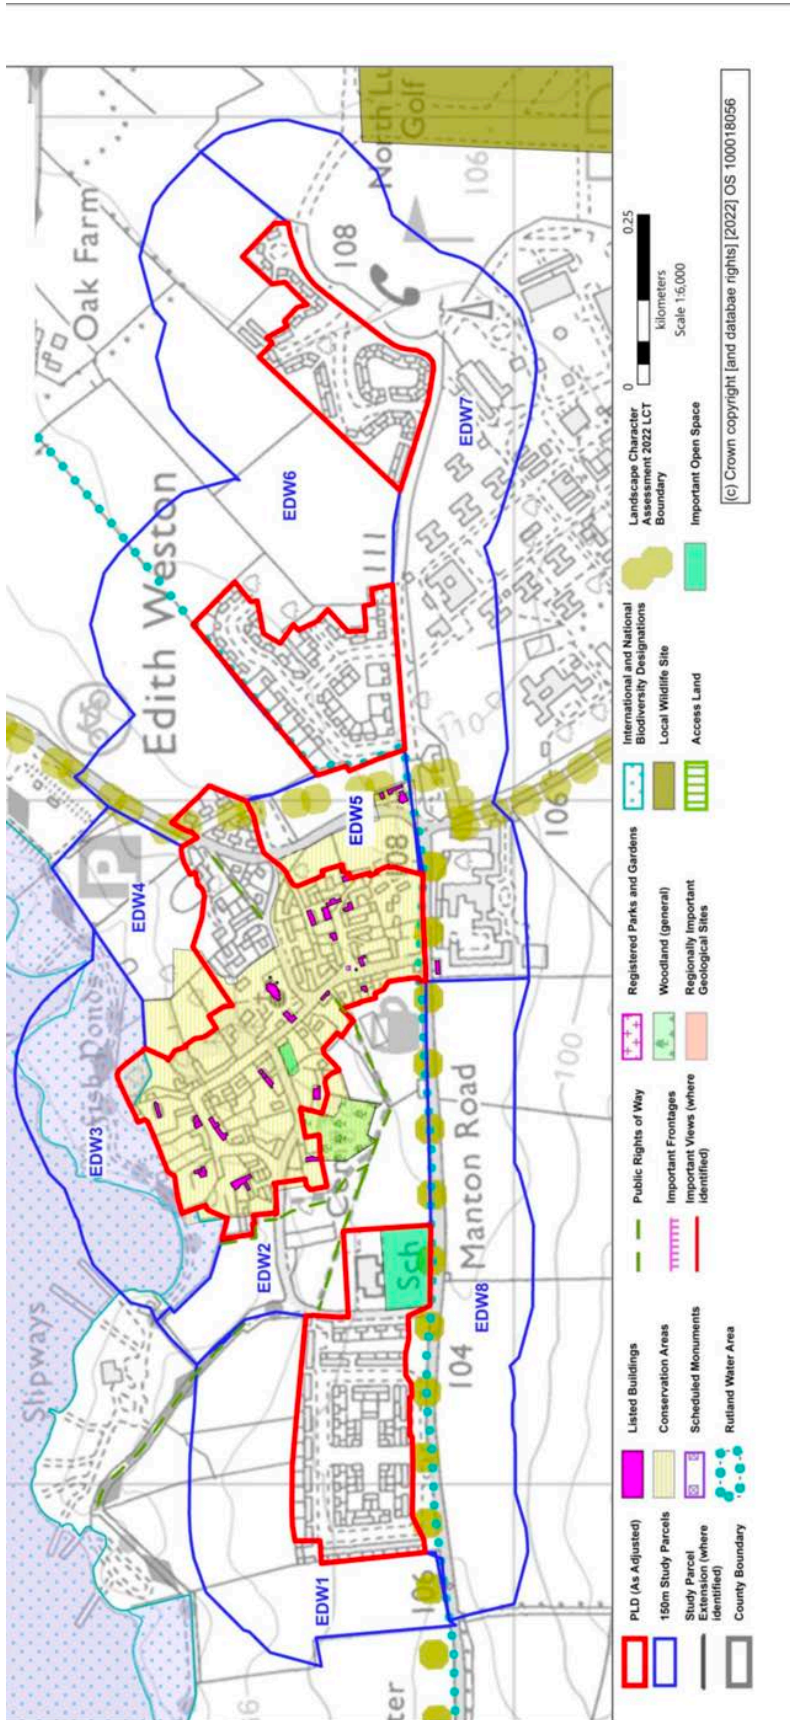 Slipways
ish Ponds
P
Edith Weston
Oak Farm
North Lu
Golf
106
108
111
110
106
108
Manton Road
104
100
106
ter
Sch
EDW1
EDW2
EDW3
EDW4
EDW5
EDW6
EDW7
EDW8
PLD (As Adjusted)
150m Study Parcels
Study Parcel
Extension (where
identified)
County Boundary
Listed Buildings
Conservation Areas
Scheduled Monuments
Rutland Water Area
Public Rights of Way
Important Frontages
Important Views (where
identified)
Registered Parks and Gardens
Woodland (general)
Regionally Important
Geological Sites
International and National
Biodiversity Designations
Local Wildlife Site
Access Land
Landscape Character
Assessment 2022 LCT
Boundary
Important Open Space
0 0.25
kilometers
Scale 1:6,000
(c) Crown copyright [and databae rights] [2022] OS 100018056